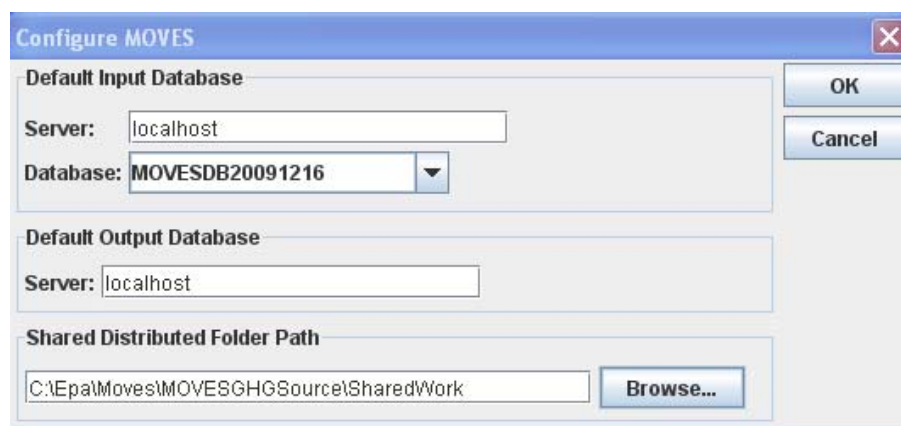 Configure MOVES
Default Input Database
OK
Server: localhost
Cancel
Database: MOVESDB20091216
Default Output Database
Server: localhost
Shared Distributed Folder Path
C:\Epa\Moves\MOVESGHGSource\SharedWork Browse...